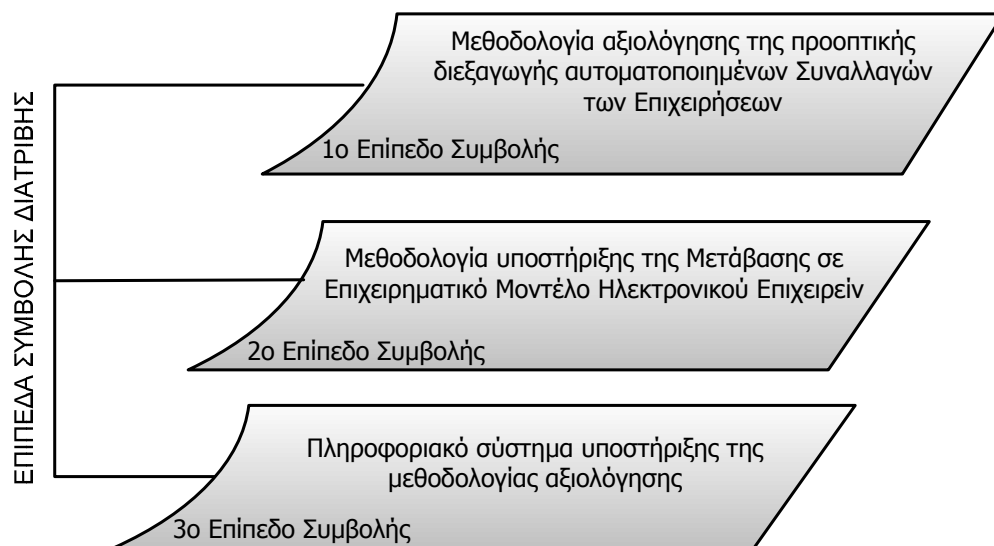 ΕΠΙΠΕΔΑ ΣΥΜΒΟΛΗΣ ΔΙΑΤΡΙΒΗΣ
Μεθοδολογία αξιολόγησης της προοπτικής
διεξαγωγής αυτοματοποιημένων Συναλλαγών
των Επιχειρήσεων
1ο Επίπεδο Συμβολής
Μεθοδολογία υποστήριξης της Μετάβασης σε
Επιχειρηματικό Μοντέλο Ηλεκτρονικού Επιχειρείν
2ο Επίπεδο Συμβολής
Πληροφοριακό σύστημα υποστήριξης της
μεθοδολογίας αξιολόγησης
3ο Επίπεδο Συμβολής